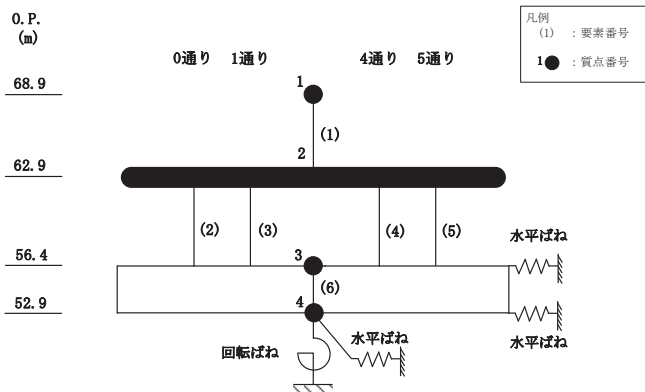 O.P.
(m)
凡例
(1) : 要素番号
1 : 質点番号
0通り 1通り 4通り 5通り
68.9
1
(1)
62.9
2
(2) (3) (4) (5)
水平ばね
56.4
3
(6)
52.9
4
水平ばね
水平ばね
回転ばね